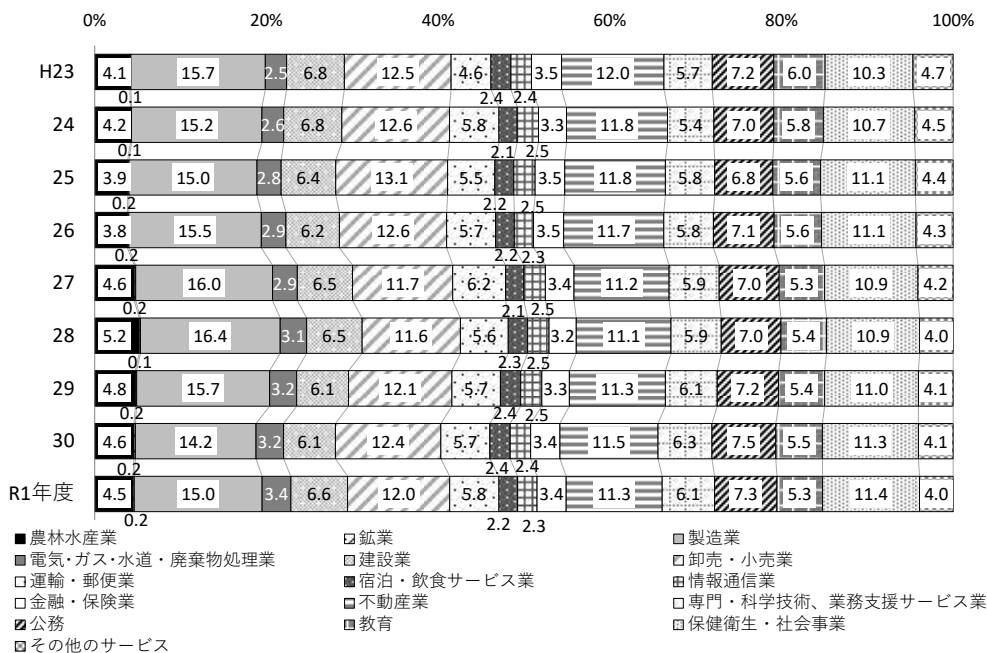 0% 20% 40% 60% 80% 100%
H23 4.1 15.7 2.5 6.8 12.5 4.6 3.5 12.0 5.7 7.2 6.0 10.3 4.7
0.1 2.4 2.4
24 4.2 15.2 2.6 6.8 12.6 5.8 3.3 11.8 5.4 7.0 5.8 10.7 4.5
0.1 2.1 2.5
25 3.9 15.0 2.8 6.4 13.1 5.5 3.5 11.8 5.8 6.8 5.6 11.1 4.4
0.2 2.2 2.5
26 3.8 15.5 2.9 6.2 12.6 5.7 3.5 11.7 5.8 7.1 5.6 11.1 4.3
0.2 2.2 2.3
27 4.6 16.0 2.9 6.5 11.7 6.2 3.4 11.2 5.9 7.0 5.3 10.9 4.2
0.2 2.1 2.5
28 5.2 16.4 3.1 6.5 11.6 5.6 3.2 11.1 5.9 7.0 5.4 10.9 4.0
0.1 2.3 2.5
29 4.8 15.7 3.2 6.1 12.1 5.7 3.3 11.3 6.1 7.2 5.4 11.0 4.1
0.2 2.4 2.5
30 4.6 14.2 3.2 6.1 12.4 5.7 3.4 11.5 6.3 7.5 5.5 11.3 4.1
0.2 2.4 2.4
R1年度 4.5 15.0 3.4 6.6 12.0 5.8 3.4 11.3 6.1 7.3 5.3 11.4 4.0
0.2 2.2 2.3
農林水産業 鉱業 製造業
電気・ガス・水道・廃棄物処理業 建設業 卸売・小売業
運輸・郵便業 宿泊・飲食サービス業 情報通信業
金融・保険業 不動産業 専門・科学技術、業務支援サービス業
公務 教育 保健衛生・社会事業
その他のサービス